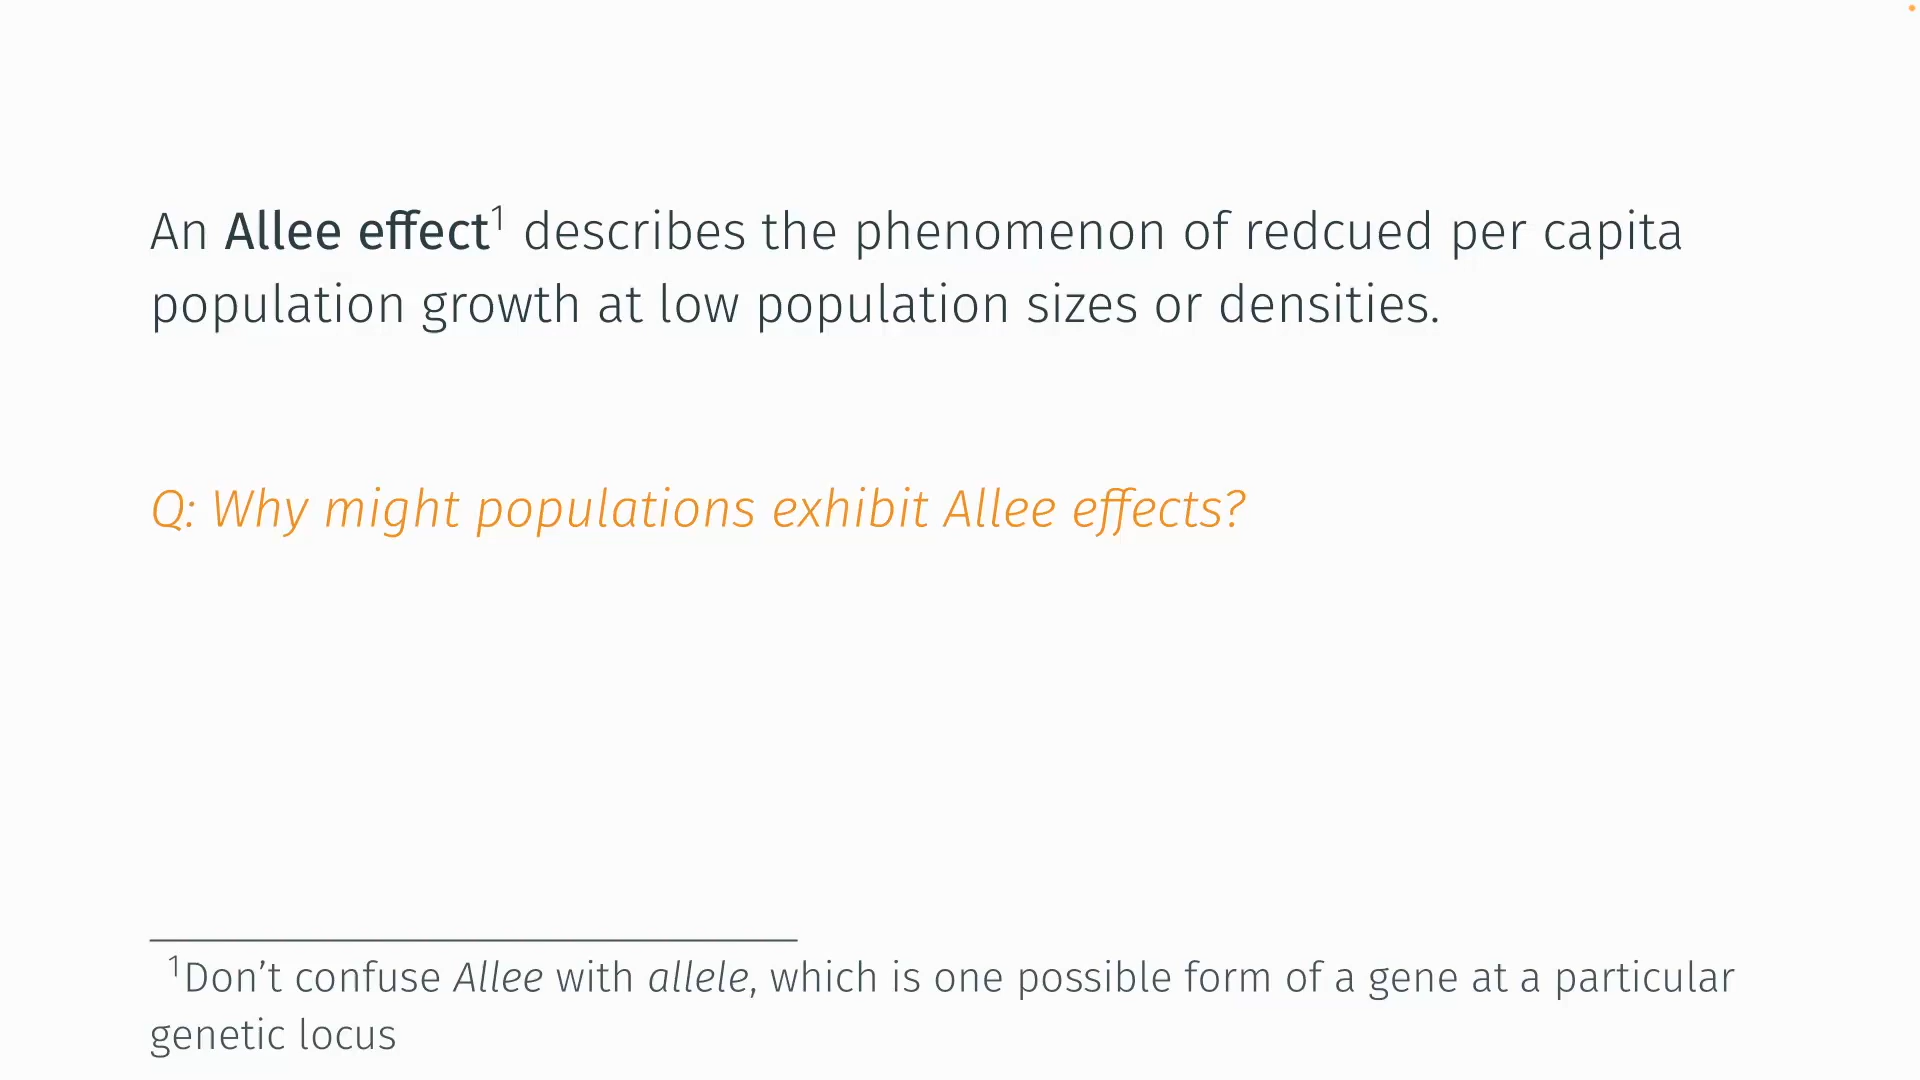 An Allee effect¹ describes the phenomenon of redcued per capita
population growth at low population sizes or densities.
Q: Why might populations exhibit Allee effects?
¹Don’t confuse Allee with allele, which is one possible form of a gene at a particular
genetic locus